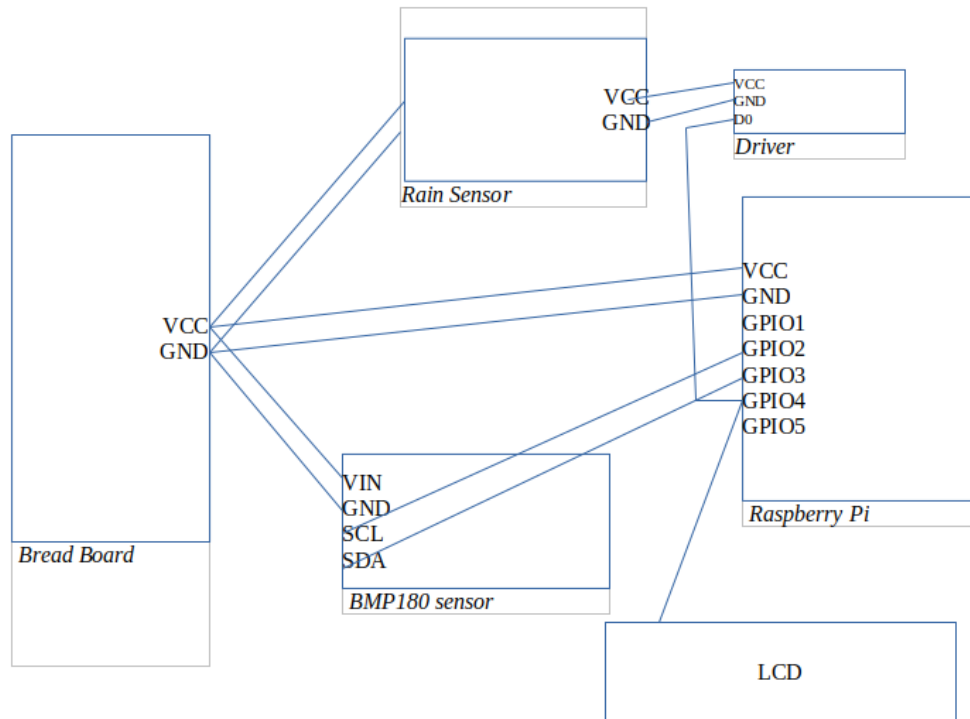 VCC
GND
Rain Sensor
VCC
GND
D0
Driver
VCC
GND
Bread Board
VCC
GND
GPIO1
GPIO2
GPIO3
GPIO4
GPIO5
Raspberry Pi
VIN
GND
SCL
SDA
BMP180 sensor
LCD